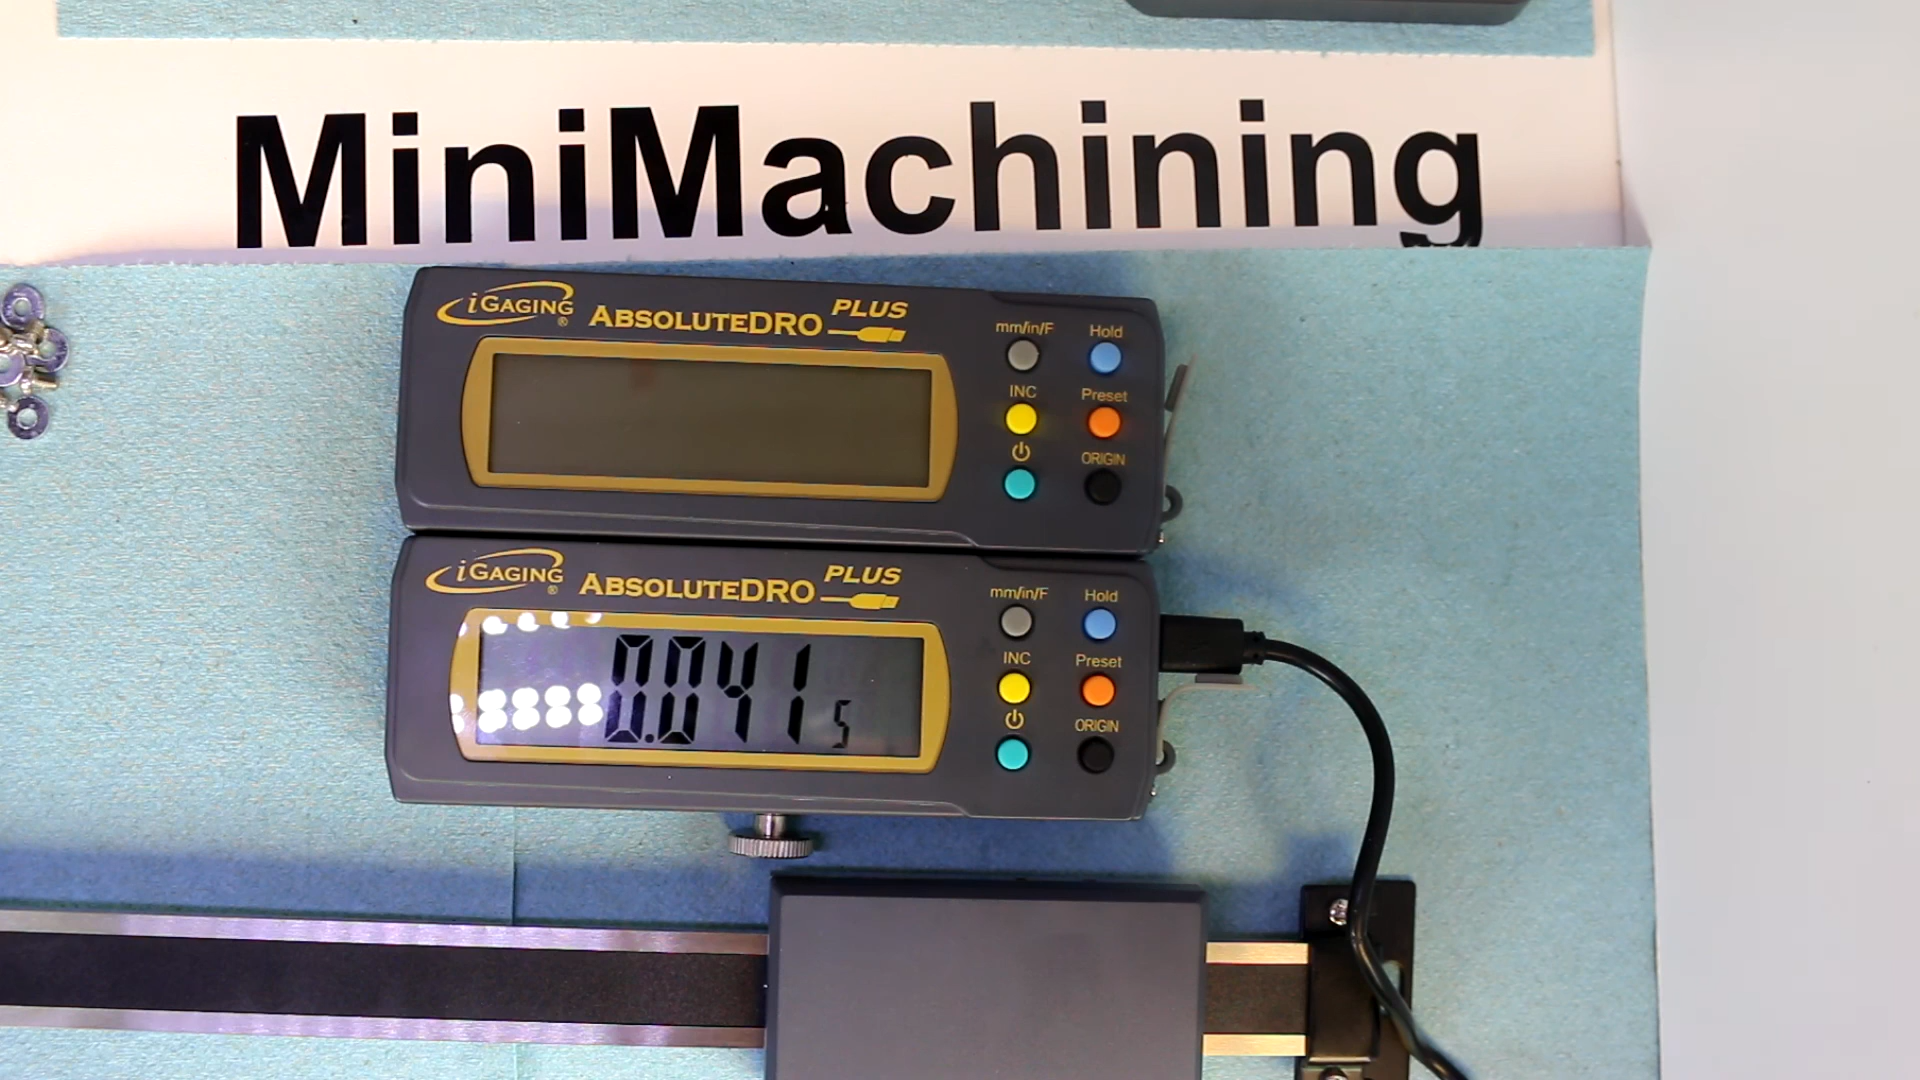 MiniMachining
iGAGING®
ABSOLUTEDRO PLUS
mm/in/F Hold
INC Preset
ORIGIN
iGAGING®
ABSOLUTEDRO PLUS
0.0415
mm/in/F Hold
INC Preset
ORIGIN